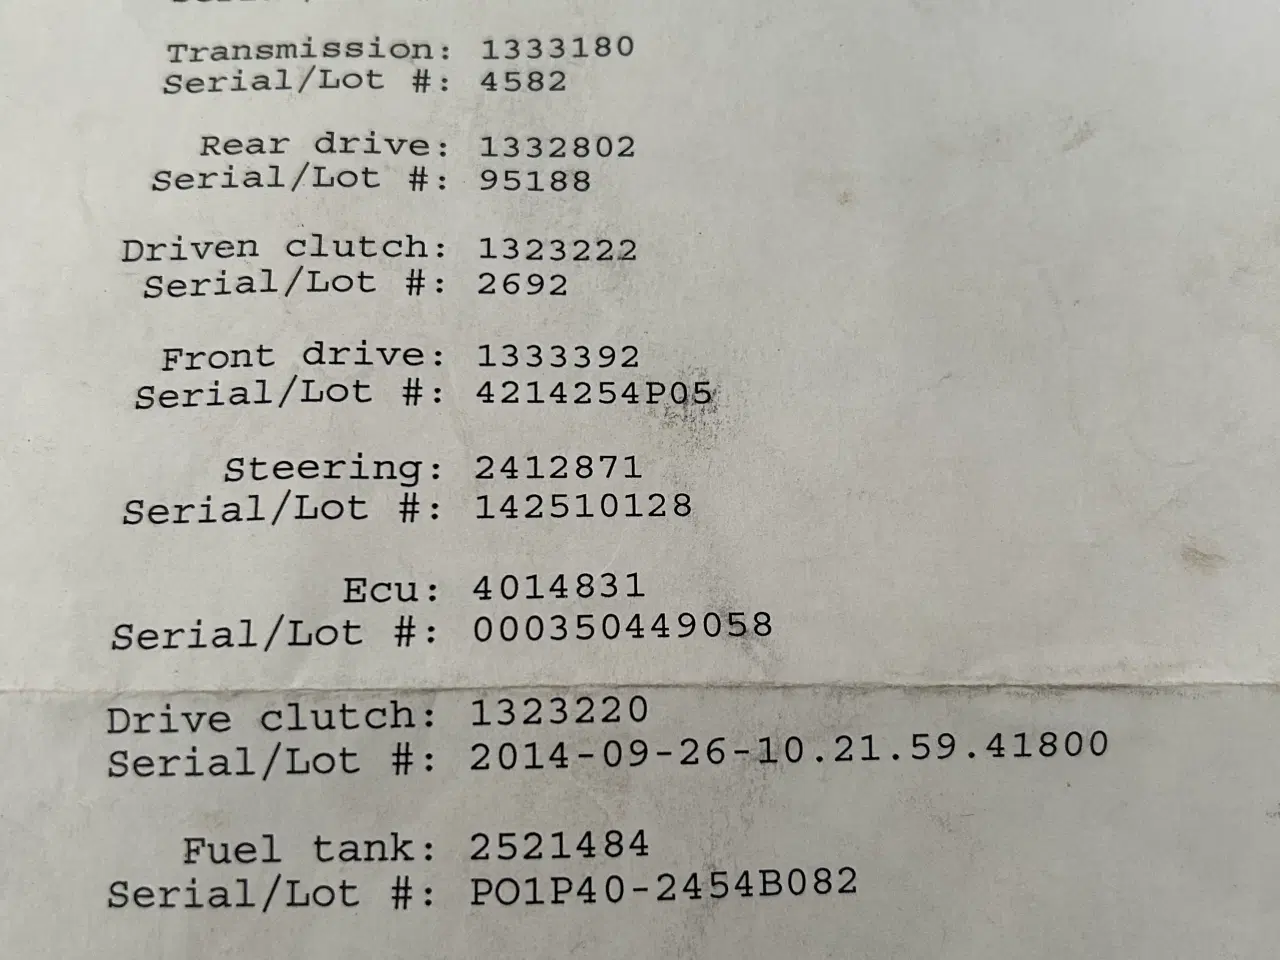 Transmission: 1333180
Serial/Lot #: 4582
Rear drive: 1332802
Serial/Lot #: 95188
Driven clutch: 1323222
Serial/Lot #: 2692
Front drive: 1333392
Serial/Lot #: 4214254P05
Steering: 2412871
Serial/Lot #: 142510128
Ecu: 4014831
Serial/Lot #: 000350449058
Drive clutch: 1323220
Serial/Lot #: 2014-09-26-10.21.59.41800
Fuel tank: 2521484
Serial/Lot #: PO1P40-2454B082